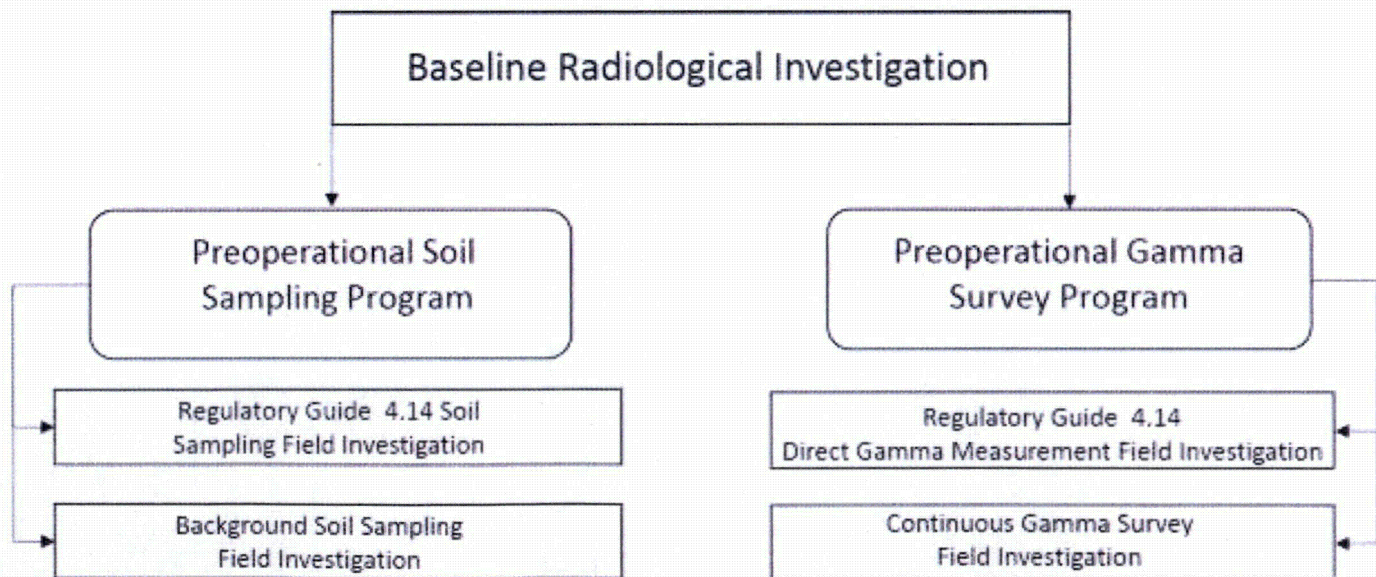 Baseline Radiological Investigation
Preoperational Soil
Sampling Program
Preoperational Gamma
Survey Program
Regulatory Guide 4.14 Soil
Sampling Field Investigation
Regulatory Guide 4.14
Direct Gamma Measurement Field Investigation
Background Soil Sampling
Field Investigation
Continuous Gamma Survey
Field Investigation